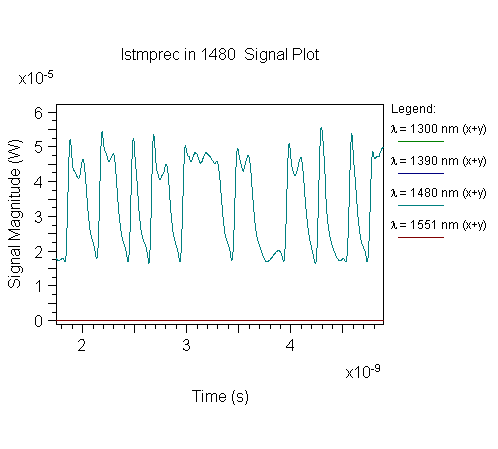 lstmprec in 1480 Signal Plot
x10-5
6
5
4
3
2
1
0
Signal Magnitude (W)
2
3
4
x10-9
Time (s)
Legend:
λ = 1300 nm (x+y)
λ = 1390 nm (x+y)
λ = 1480 nm (x+y)
λ = 1551 nm (x+y)